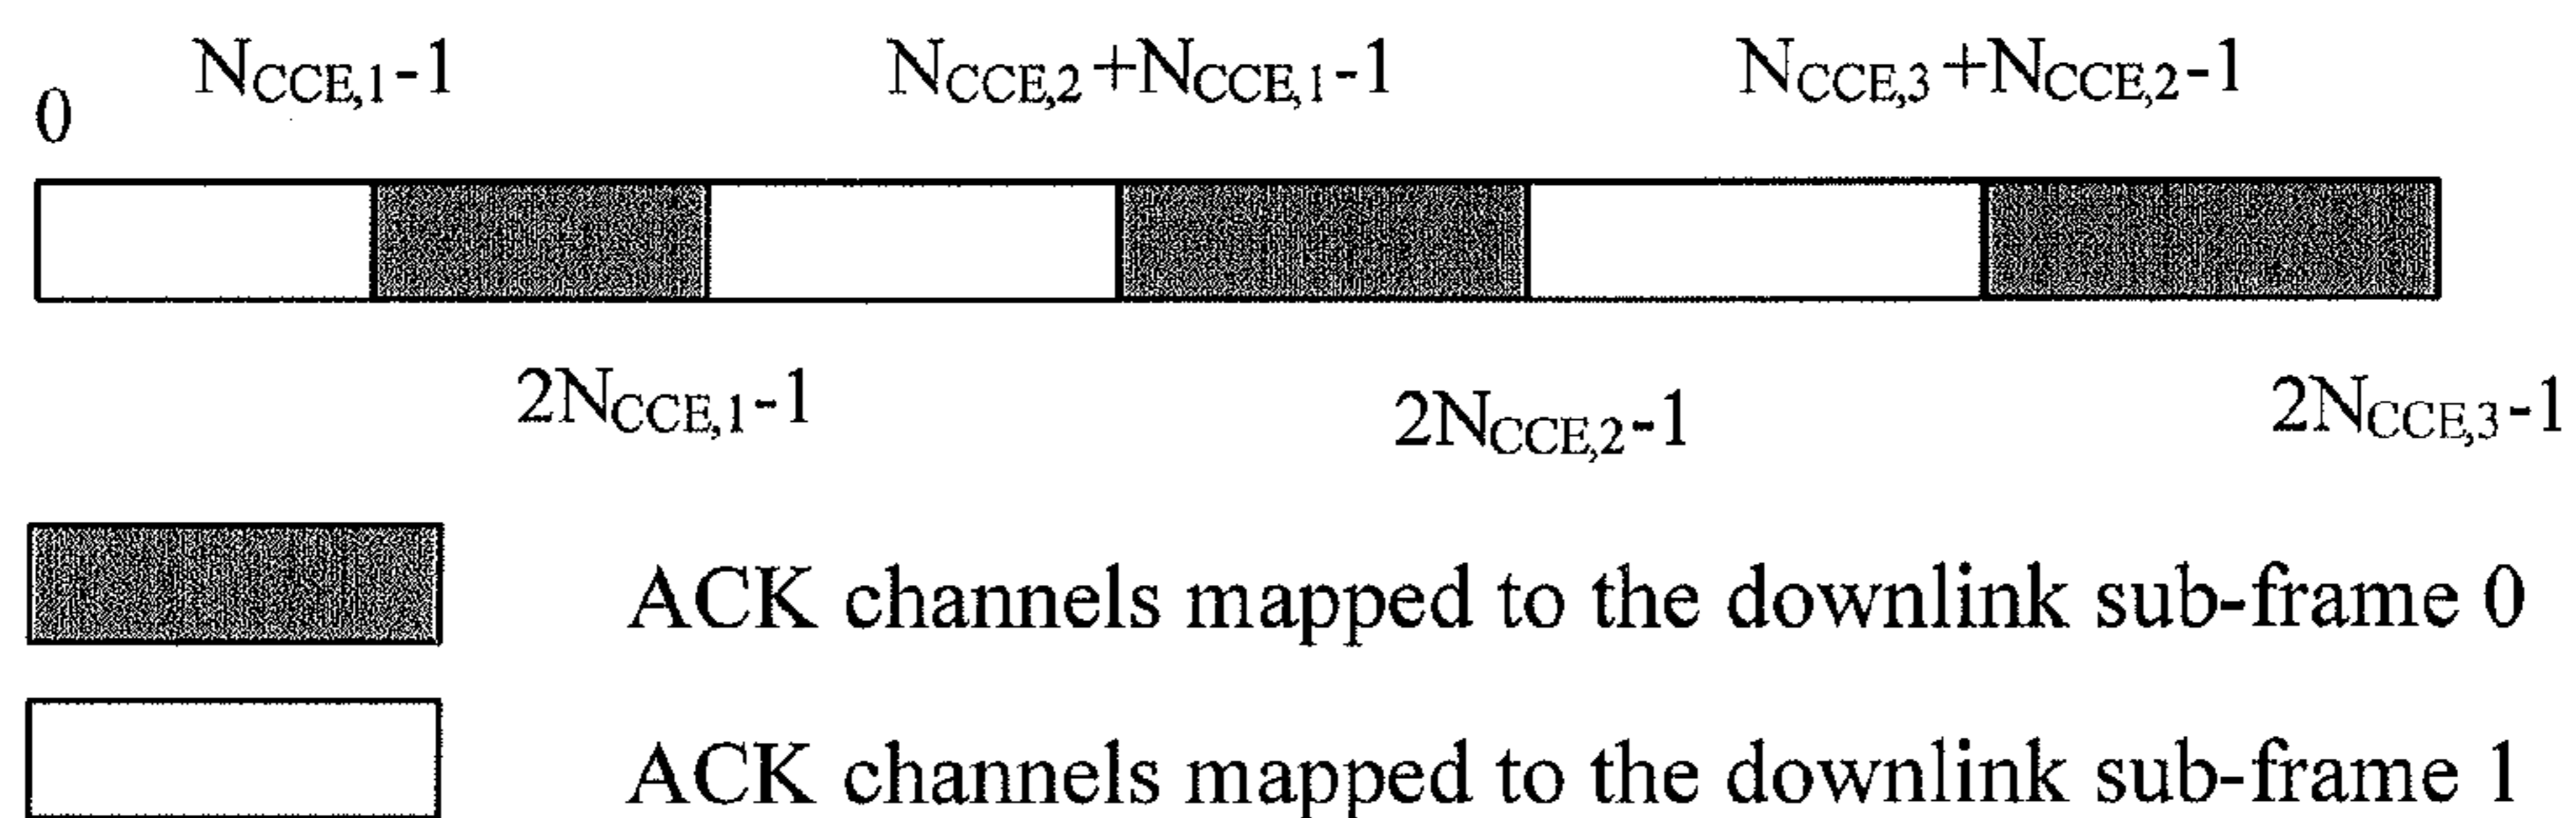 0 N_CCE,1-1 N_CCE,2+N_CCE,1-1 N_CCE,3+N_CCE,2-1
2N_CCE,1-1 2N_CCE,2-1 2N_CCE,3-1
ACK channels mapped to the downlink sub-frame 0
ACK channels mapped to the downlink sub-frame 1